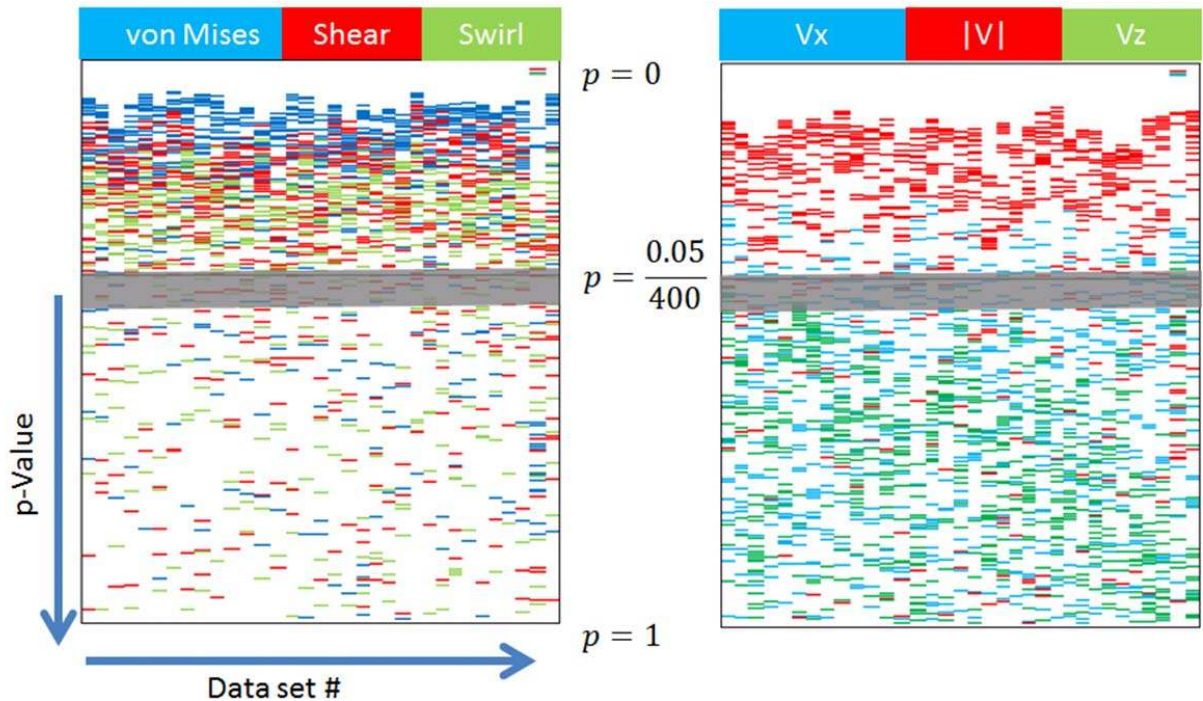 von Mises Shear Swirl
Vx |V| Vz
p = 0
p = 0.05/400
p-Value
p = 1
Data set #